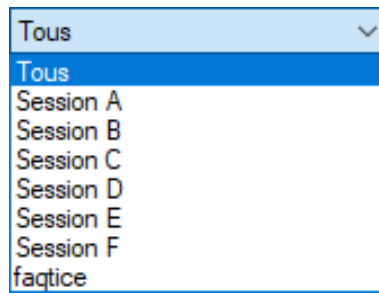 Tous
Tous
Session A
Session B
Session C
Session D
Session E
Session F
faqtice